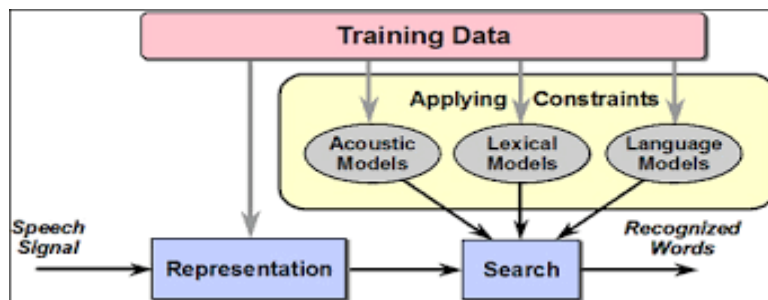 Training Data
Applying Constraints
Acoustic Models
Lexical Models
Language Models
Speech Signal
Representation
Search
Recognized Words